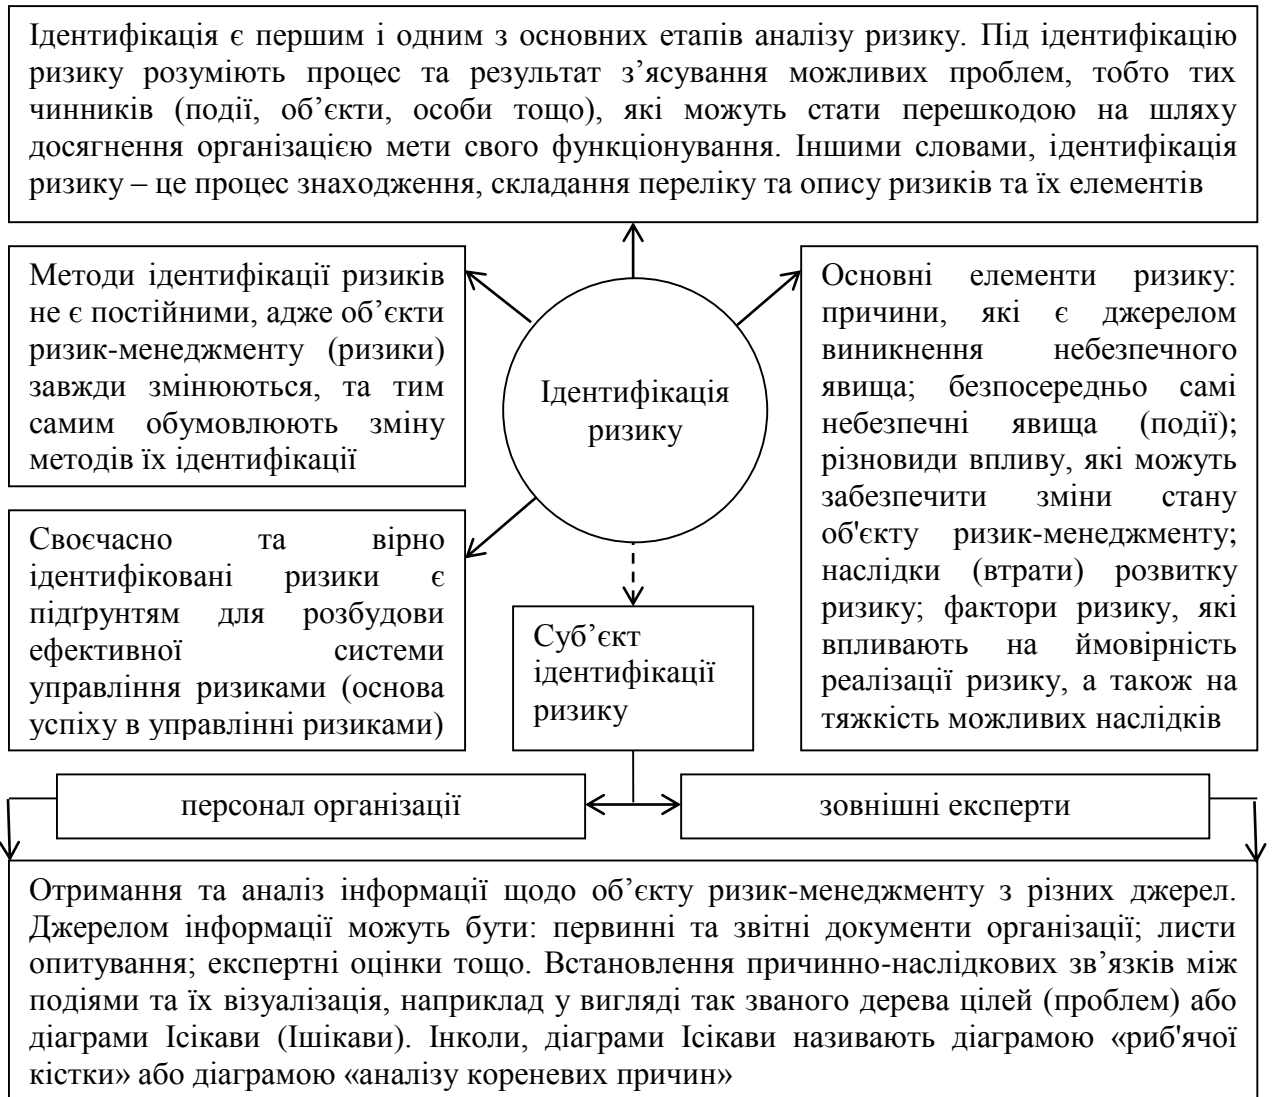 Ідентифікація є першим і одним з основних етапів аналізу ризику. Під ідентифікацію
ризику розуміють процес та результат з’ясування можливих проблем, тобто тих
чинників (події, об’єкти, особи тощо), які можуть стати перешкодою на шляху
досягнення організацією мети свого функціонування. Іншими словами, ідентифікація
ризику – це процес знаходження, складання переліку та опису ризиків та їх елементів
Методи ідентифікації ризиків
не є постійними, адже об’єкти
ризик-менеджменту (ризики)
завжди змінюються, та тим
самим обумовлюють зміну
методів їх ідентифікації
Своєчасно та вірно
ідентифіковані ризики є
підґрунтям для розбудови
ефективної системи
управління ризиками (основа
успіху в управлінні ризиками)
Ідентифікація
ризику
Суб’єкт
ідентифікації
ризику
Основні елементи ризику:
причини, які є джерелом
виникнення небезпечного
явища; безпосередньо самі
небезпечні явища (події);
різновиди впливу, які можуть
забезпечити зміни стану
об'єкту ризик-менеджменту;
наслідки (втрати) розвитку
ризику; фактори ризику, які
впливають на ймовірність
реалізації ризику, а також на
тяжкість можливих наслідків
персонал організації
зовнішні експерти
Отримання та аналіз інформації щодо об’єкту ризик-менеджменту з різних джерел.
Джерелом інформації можуть бути: первинні та звітні документи організації; листи
опитування; експертні оцінки тощо. Встановлення причинно-наслідкових зв’язків між
подіями та їх візуалізація, наприклад у вигляді так званого дерева цілей (проблем) або
діаграми Ісікави (Ішікави). Інколи, діаграми Ісікави називають діаграмою «риб'ячої
кістки» або діаграмою «аналізу кореневих причин»